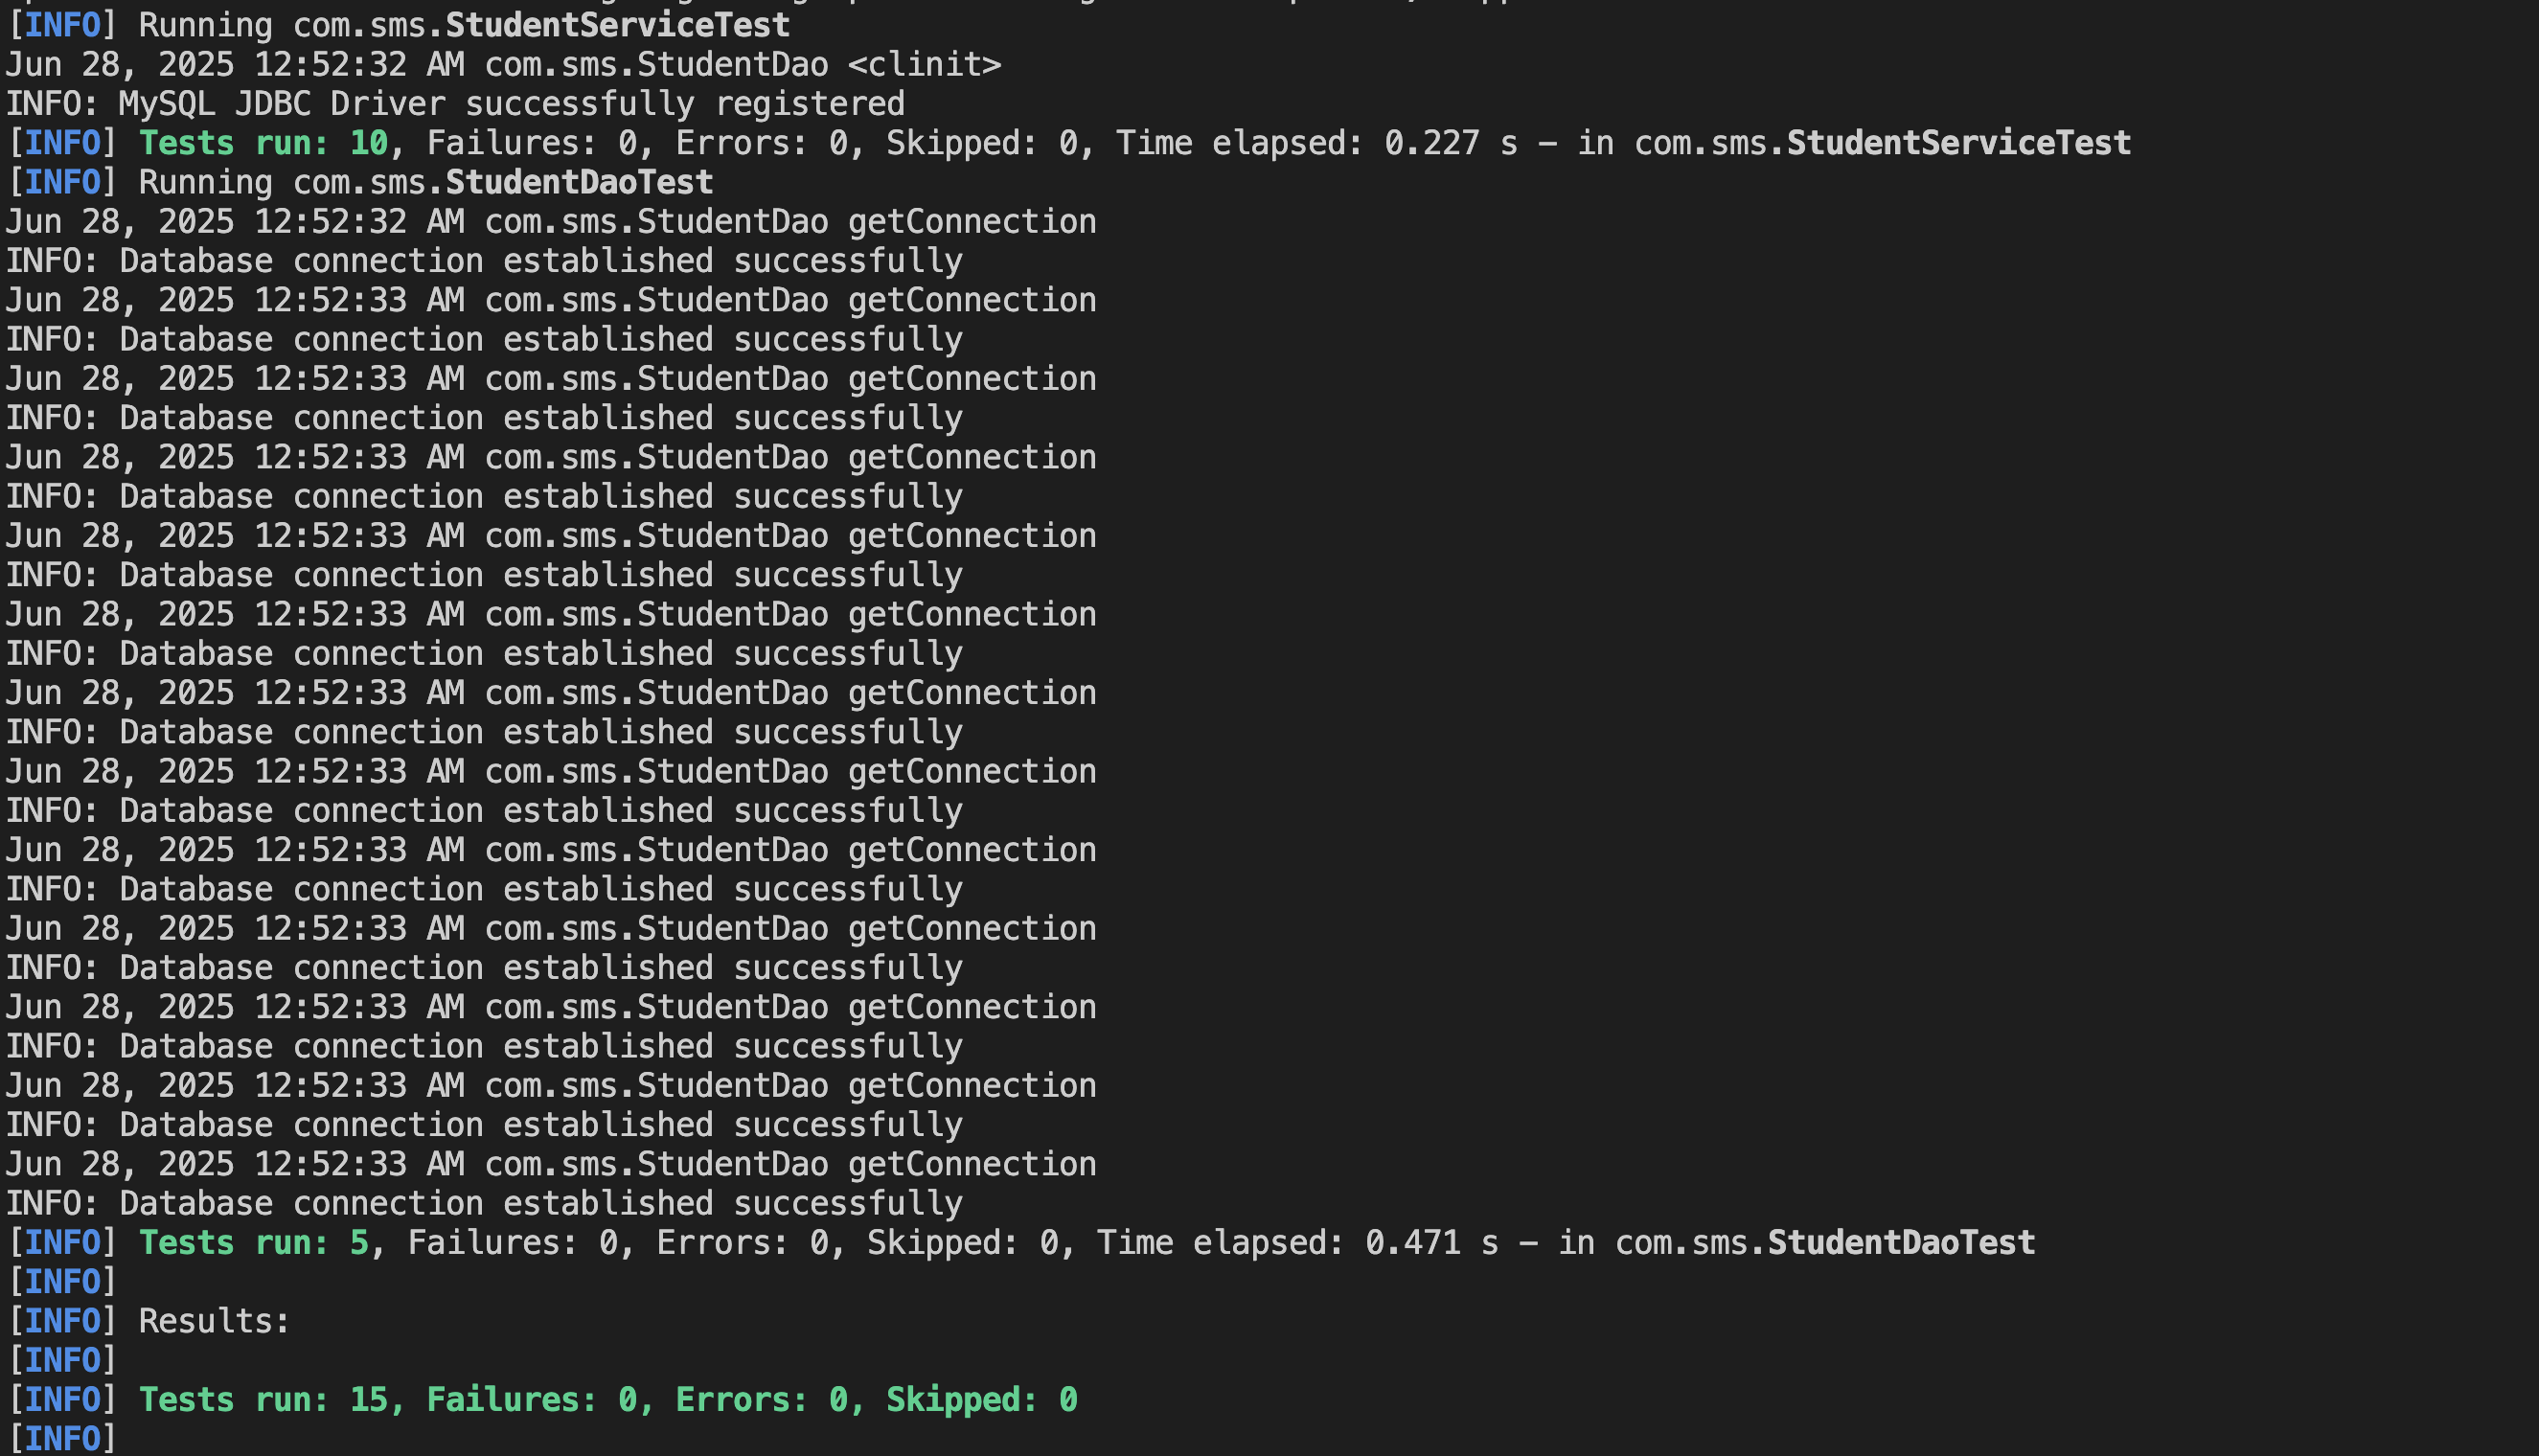 [INFO] Running com.sms.StudentServiceTest
Jun 28, 2025 12:52:32 AM com.sms.StudentDao <clinit>
INFO: MySQL JDBC Driver successfully registered
[INFO] Tests run: 10, Failures: 0, Errors: 0, Skipped: 0, Time elapsed: 0.227 s - in com.sms.StudentServiceTest
[INFO] Running com.sms.StudentDaoTest
Jun 28, 2025 12:52:32 AM com.sms.StudentDao getConnection
INFO: Database connection established successfully
Jun 28, 2025 12:52:33 AM com.sms.StudentDao getConnection
INFO: Database connection established successfully
Jun 28, 2025 12:52:33 AM com.sms.StudentDao getConnection
INFO: Database connection established successfully
Jun 28, 2025 12:52:33 AM com.sms.StudentDao getConnection
INFO: Database connection established successfully
Jun 28, 2025 12:52:33 AM com.sms.StudentDao getConnection
INFO: Database connection established successfully
Jun 28, 2025 12:52:33 AM com.sms.StudentDao getConnection
INFO: Database connection established successfully
Jun 28, 2025 12:52:33 AM com.sms.StudentDao getConnection
INFO: Database connection established successfully
Jun 28, 2025 12:52:33 AM com.sms.StudentDao getConnection
INFO: Database connection established successfully
Jun 28, 2025 12:52:33 AM com.sms.StudentDao getConnection
INFO: Database connection established successfully
Jun 28, 2025 12:52:33 AM com.sms.StudentDao getConnection
INFO: Database connection established successfully
Jun 28, 2025 12:52:33 AM com.sms.StudentDao getConnection
INFO: Database connection established successfully
Jun 28, 2025 12:52:33 AM com.sms.StudentDao getConnection
INFO: Database connection established successfully
Jun 28, 2025 12:52:33 AM com.sms.StudentDao getConnection
INFO: Database connection established successfully
[INFO] Tests run: 5, Failures: 0, Errors: 0, Skipped: 0, Time elapsed: 0.471 s - in com.sms.StudentDaoTest
[INFO]
[INFO] Results:
[INFO]
[INFO] Tests run: 15, Failures: 0, Errors: 0, Skipped: 0
[INFO]